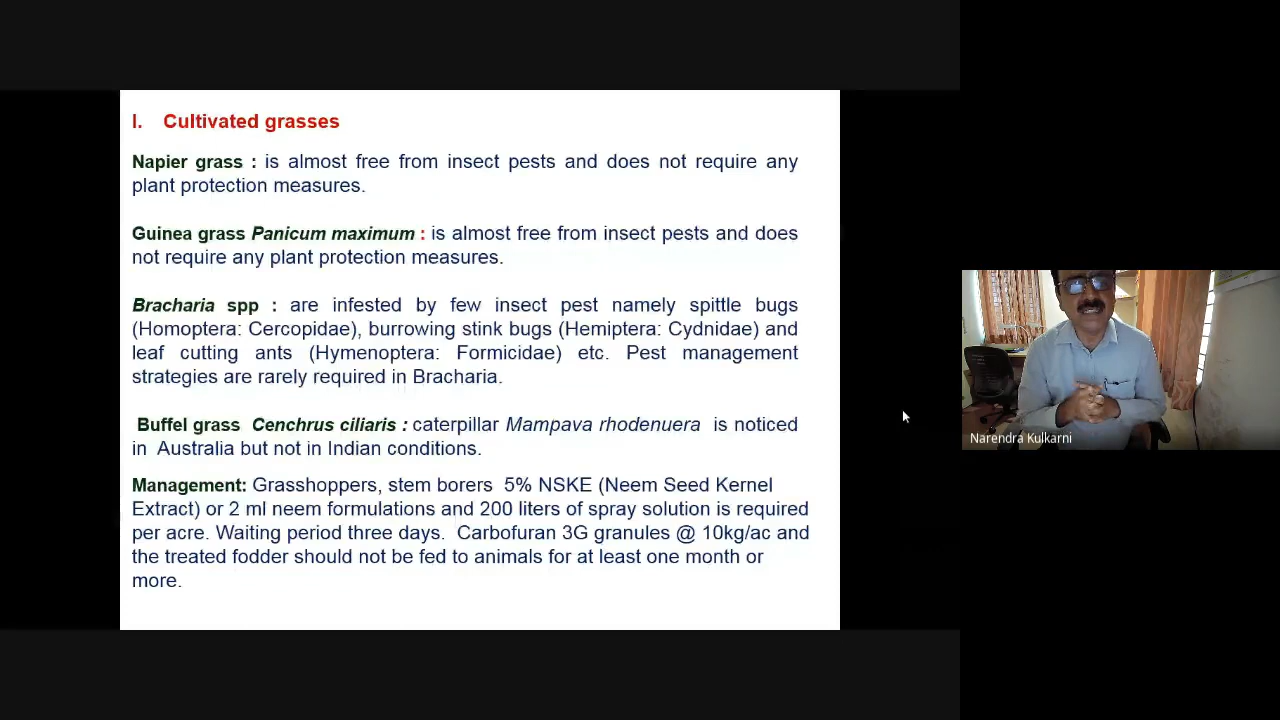 I. Cultivated grasses
Napier grass : is almost free from insect pests and does not require any
plant protection measures.
Guinea grass Panicum maximum : is almost free from insect pests and does
not require any plant protection measures.
Bracharia spp : are infested by few insect pest namely spittle bugs
(Homoptera: Cercopidae), burrowing stink bugs (Hemiptera: Cydnidae) and
leaf cutting ants (Hymenoptera: Formicidae) etc. Pest management
strategies are rarely required in Bracharia.
Buffel grass Cenchrus ciliaris : caterpillar Mampava rhodenuera is noticed
in Australia but not in Indian conditions.
Management: Grasshoppers, stem borers 5% NSKE (Neem Seed Kernel
Extract) or 2 ml neem formulations and 200 liters of spray solution is required
per acre. Waiting period three days. Carbofuran 3G granules @ 10kg/ac and
the treated fodder should not be fed to animals for at least one month or
more.
Narendra Kulkarni